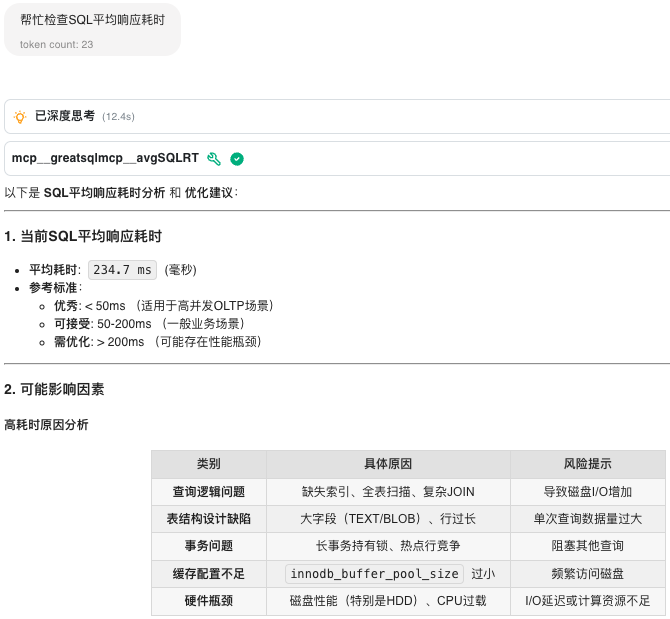 帮忙检查SQL平均响应耗时
token count: 23
已深度思考 (12.4s)
mcp__greatsqlmcp__avgSQLRT
以下是 SQL平均响应耗时分析 和 优化建议：
1. 当前SQL平均响应耗时
• 平均耗时: 234.7 ms (毫秒)
• 参考标准：
○ 优秀: < 50ms （适用于高并发OLTP场景）
○ 可接受: 50-200ms （一般业务场景）
○ 需优化: > 200ms （可能存在性能瓶颈）
2. 可能影响因素
高耗时原因分析
类别 具体原因 风险提示
查询逻辑问题 缺失索引、全表扫描、复杂JOIN 导致磁盘I/O增加
表结构设计缺陷 大字段（TEXT/BLOB）、行过长 单次查询数据量过大
事务问题 长事务持有锁、热点行竞争 阻塞其他查询
缓存配置不足 innodb_buffer_pool_size 过小 频繁访问磁盘
硬件瓶颈 磁盘性能（特别是HDD）、CPU过载 I/O延迟或计算资源不足